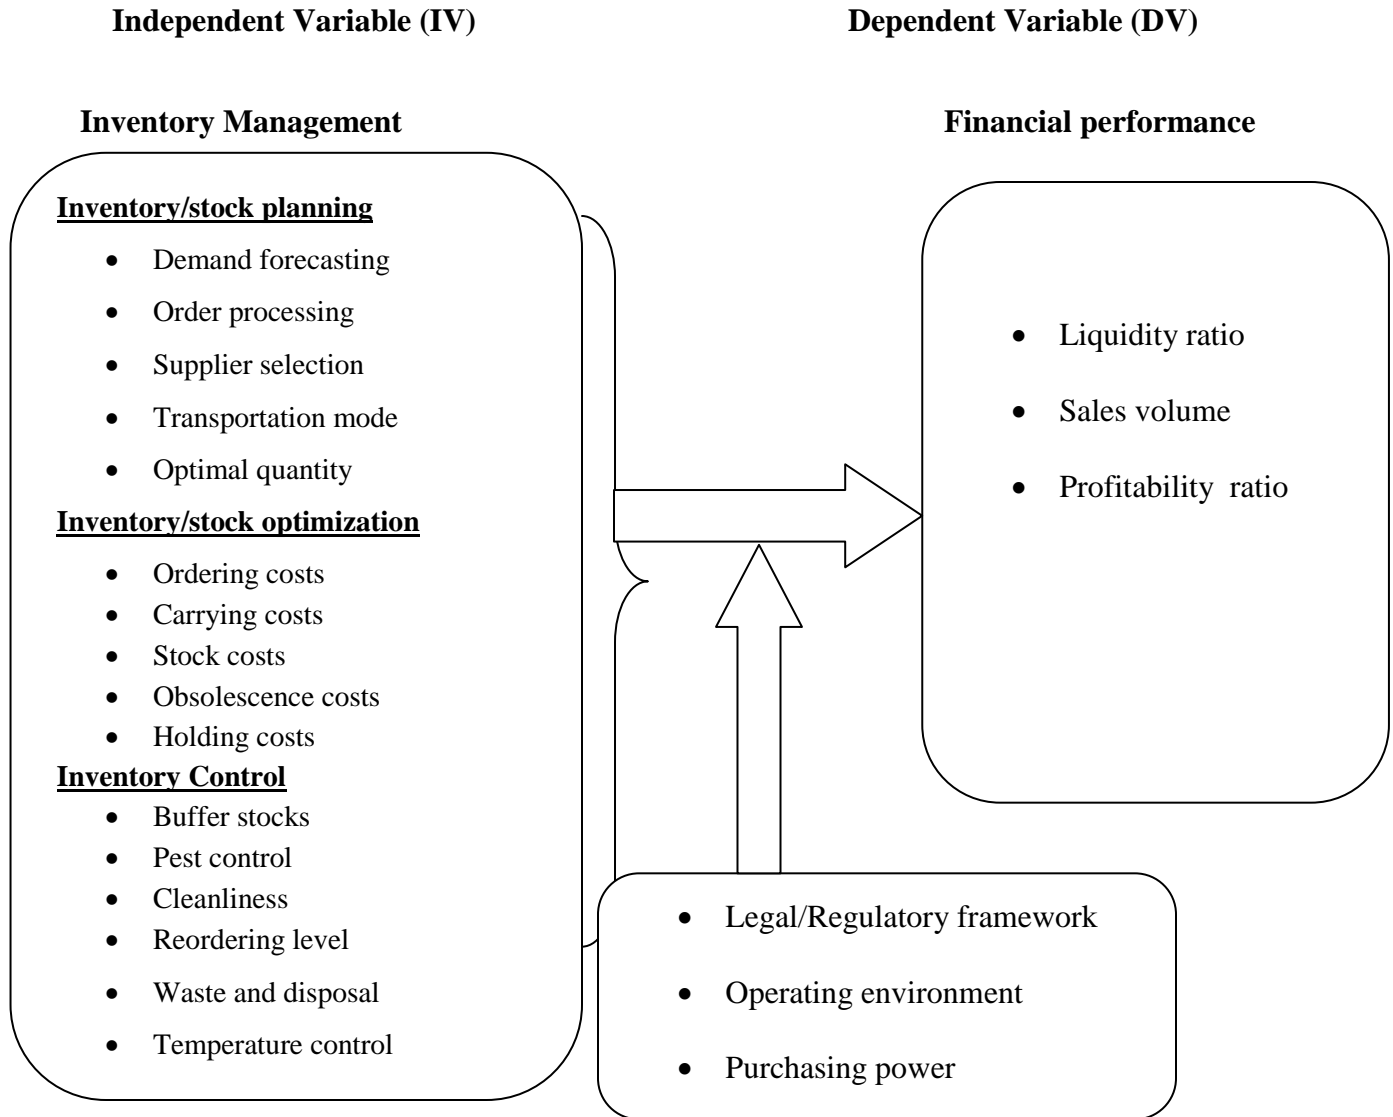 Independent Variable (IV)
Dependent Variable (DV)
Inventory Management
Financial performance
Inventory/stock planning
• Demand forecasting
• Order processing
• Supplier selection
• Transportation mode
• Optimal quantity
Inventory/stock optimization
• Ordering costs
• Carrying costs
• Stock costs
• Obsolescence costs
• Holding costs
Inventory Control
• Buffer stocks
• Pest control
• Cleanliness
• Reordering level
• Waste and disposal
• Temperature control
• Liquidity ratio
• Sales volume
• Profitability ratio
• Legal/Regulatory framework
• Operating environment
• Purchasing power